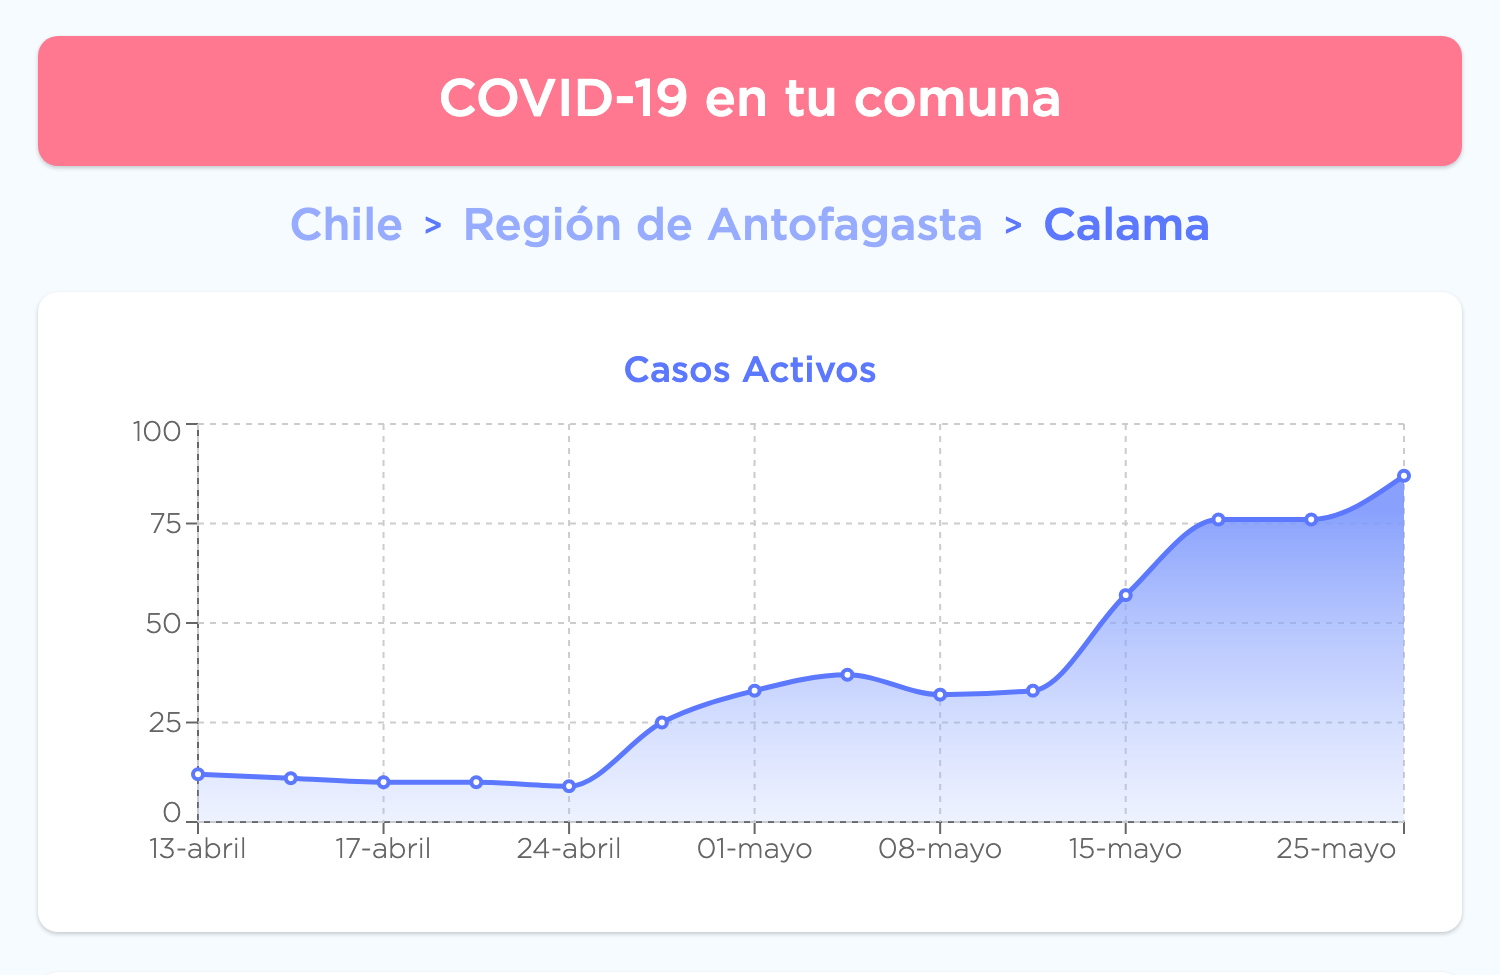 COVID-19 en tu comuna
Chile > Región de Antofagasta > Calama
Casos Activos
100
75
50
25
0
13-abril 17-abril 24-abril 01-mayo 08-mayo 15-mayo 25-mayo